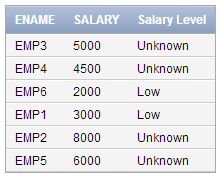 ENAME SALARY Salary Level
EMP3 5000 Unknown
EMP4 4500 Unknown
EMP6 2000 Low
EMP1 3000 Low
EMP2 8000 Unknown
EMP5 6000 Unknown